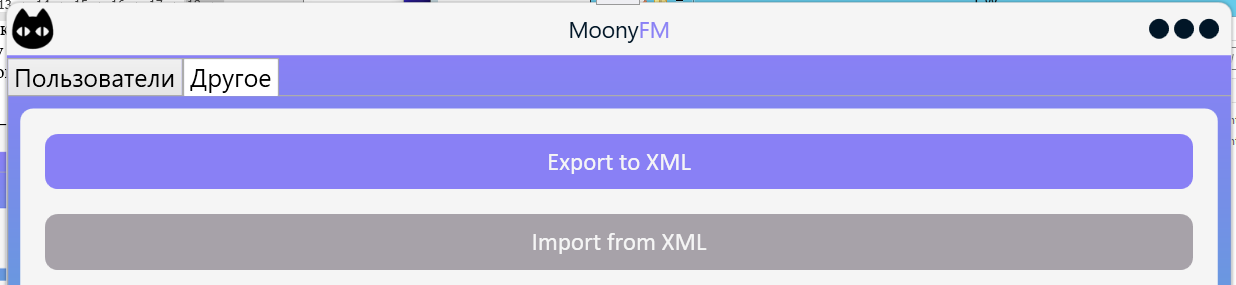 MoonyFM
Пользователи Другое
Export to XML
Import from XML